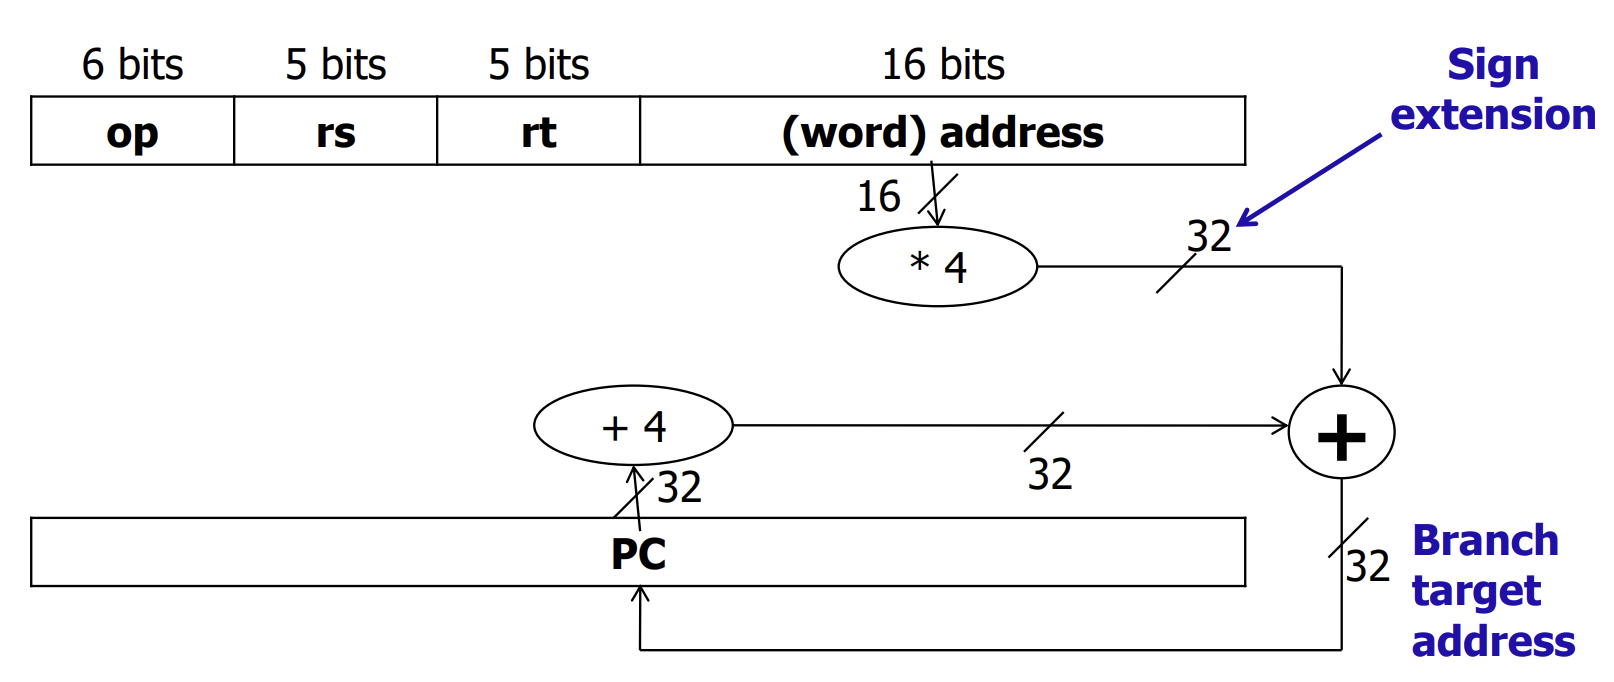 6 bits 5 bits 5 bits 16 bits
Sign
extension
op rs rt (word) address
16
32
* 4
+ 4
+
32
32
PC
32
Branch
target
address